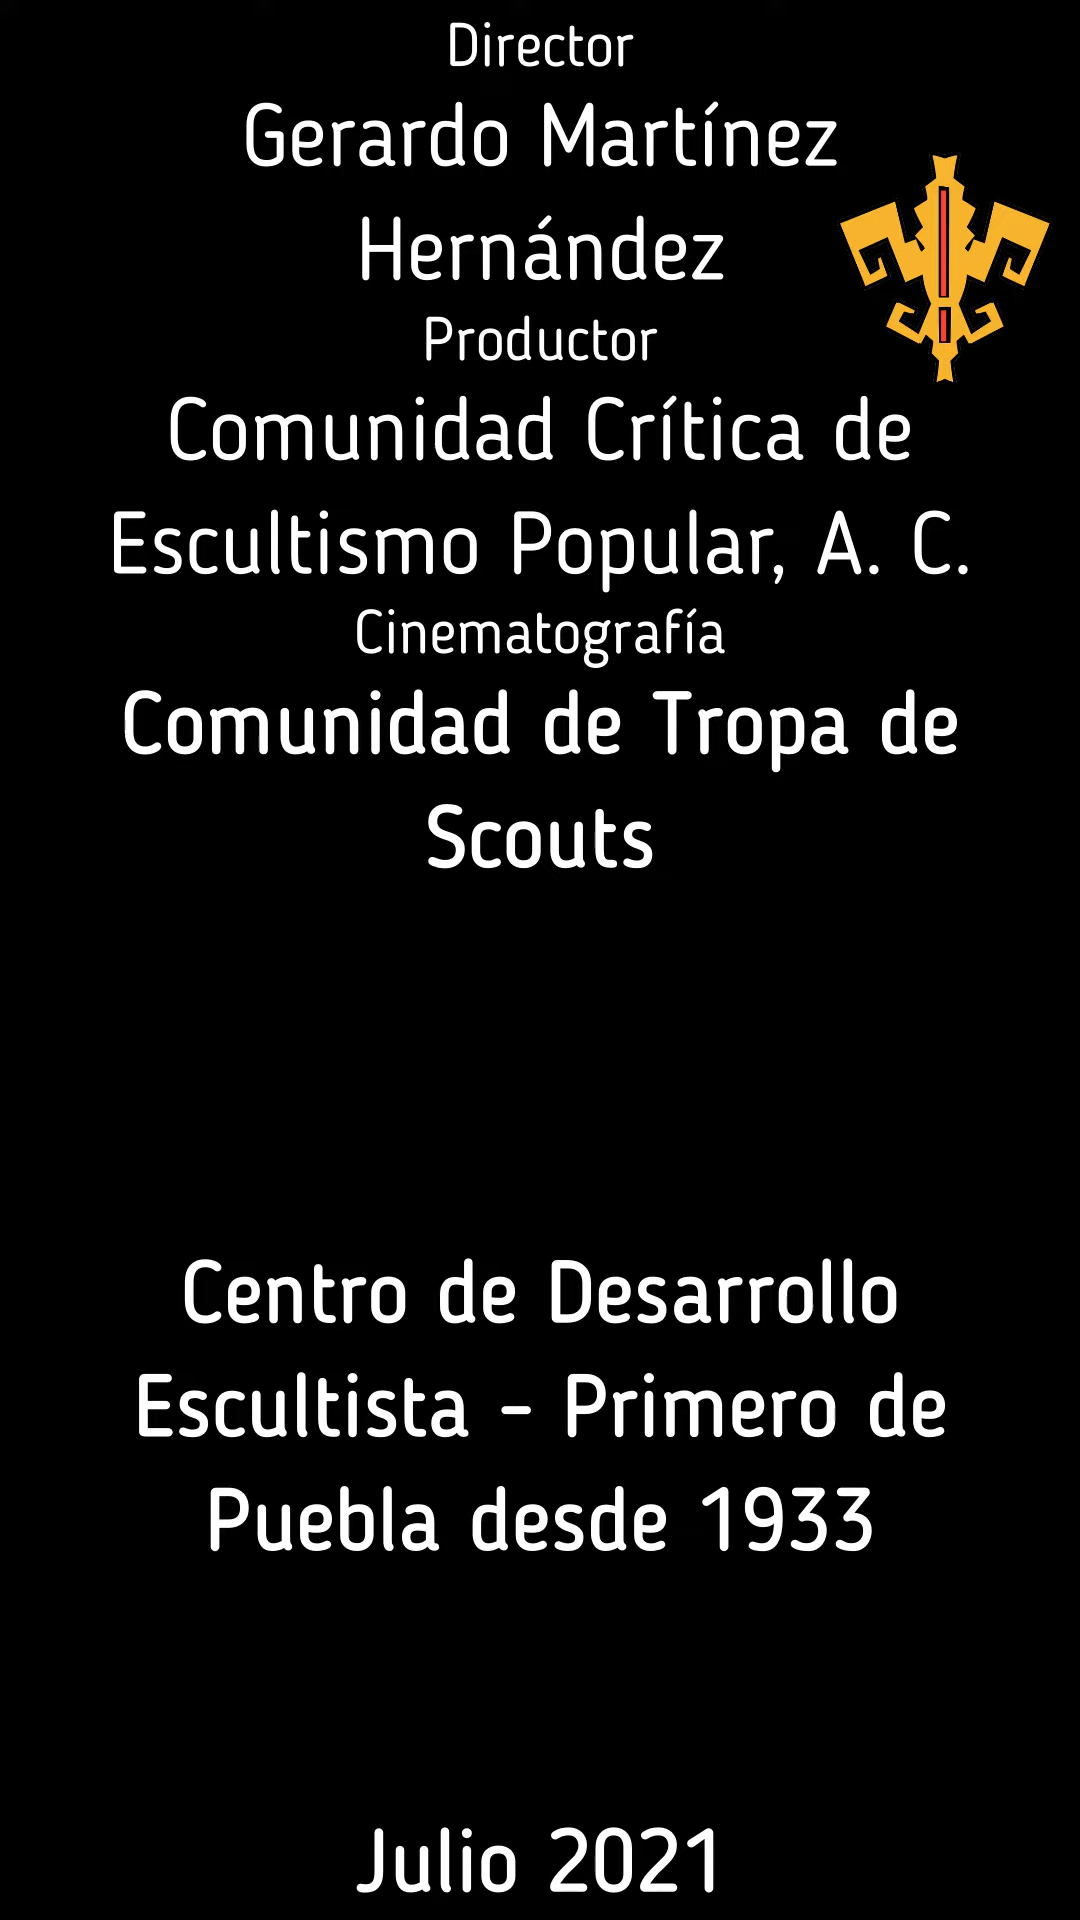 Director
Gerardo Martínez
Hernández
Productor
Comunidad Crítica de
Escultismo Popular, A. C.
Cinematografía
Comunidad de Tropa de
Scouts
Centro de Desarrollo
Escultista - Primero de
Puebla desde 1933
Julio 2021